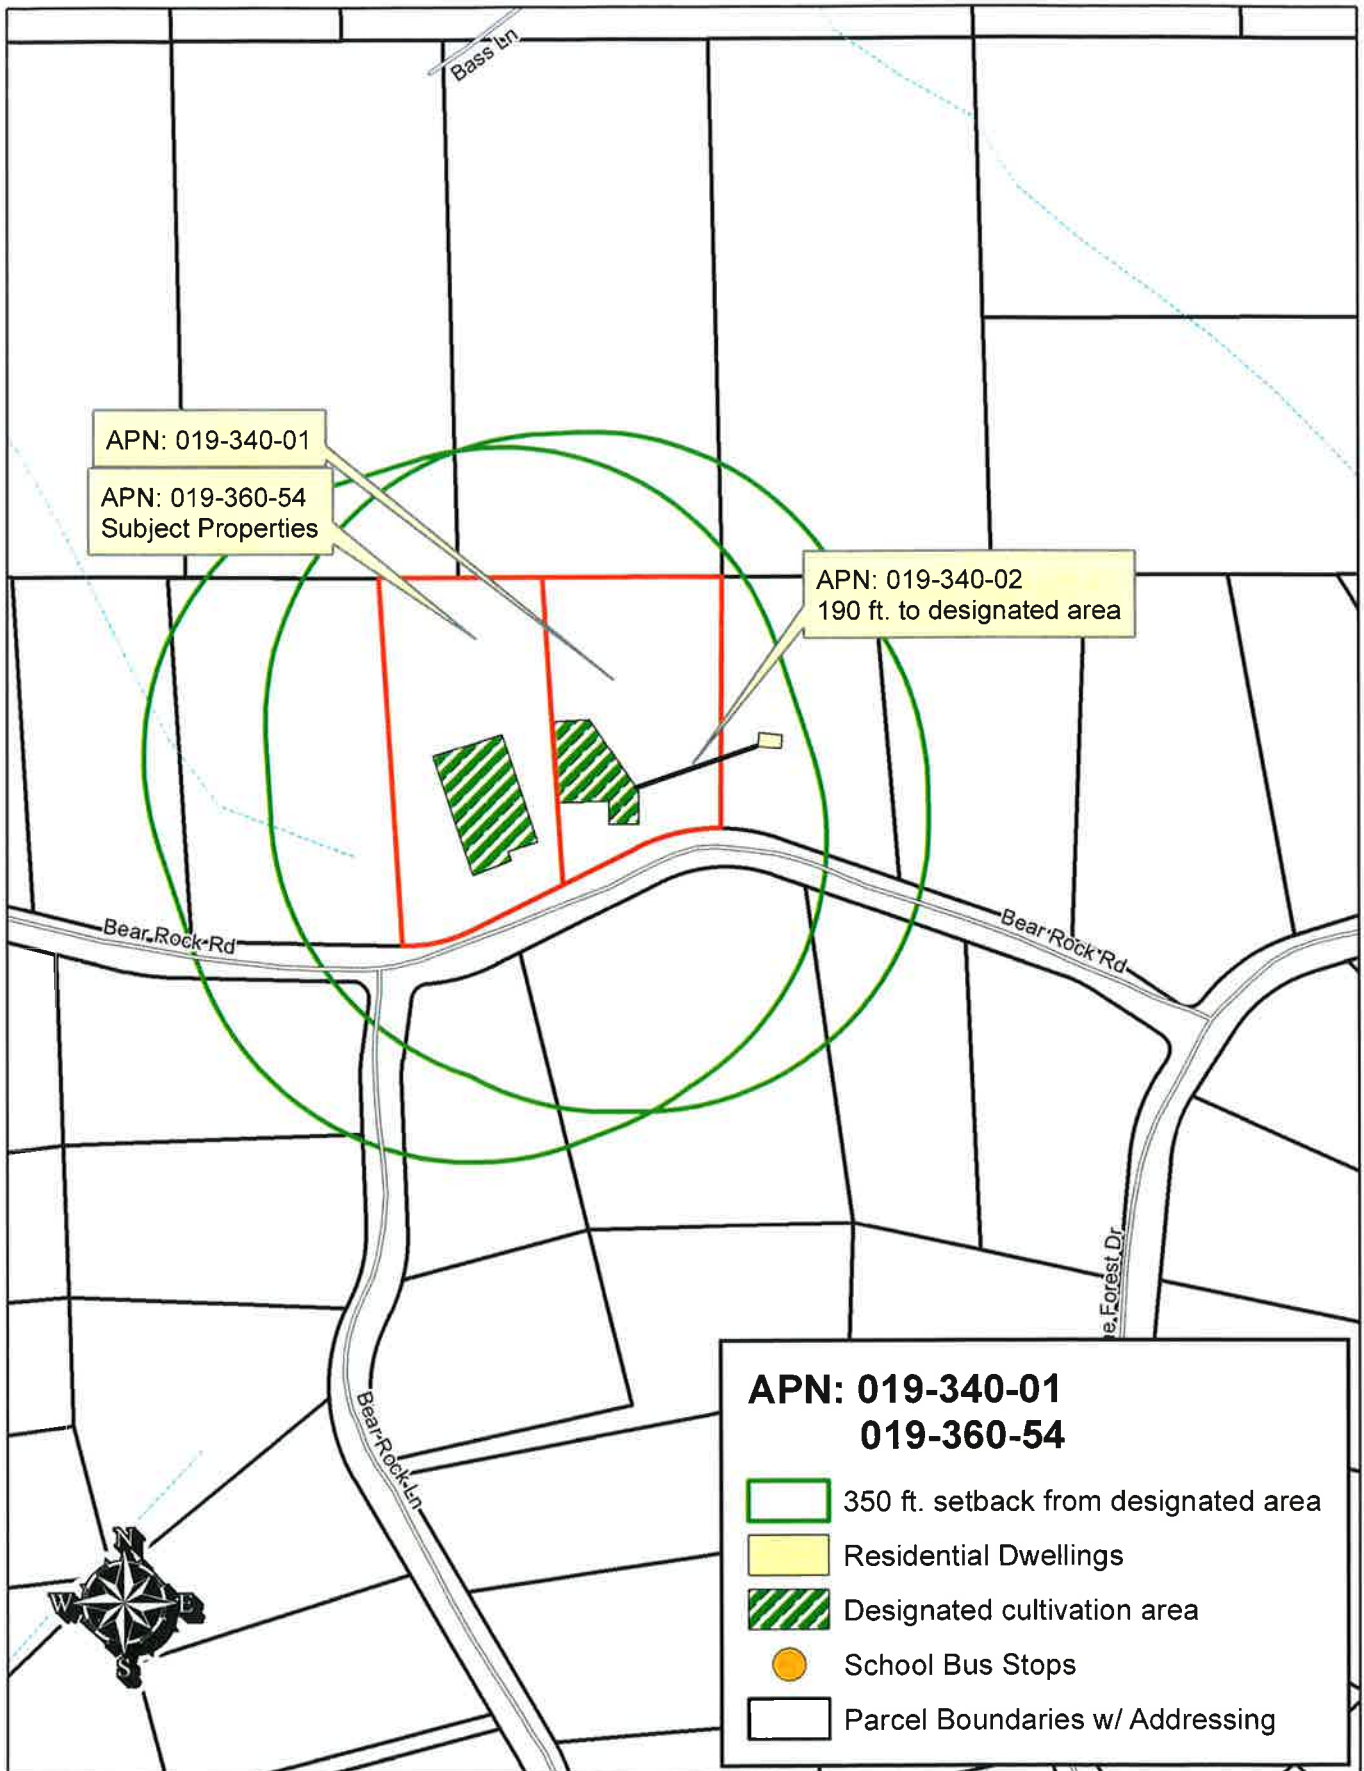 Bass Ln
APN: 019-340-01
APN: 019-360-54
Subject Properties
APN: 019-340-02
190 ft. to designated area
Bear Rock Rd
Bear Rock Rd
e Forest Dr
Bear Rock Ln
APN: 019-340-01
019-360-54
350 ft. setback from designated area
Residential Dwellings
Designated cultivation area
School Bus Stops
Parcel Boundaries w/ Addressing
N
W
E
S